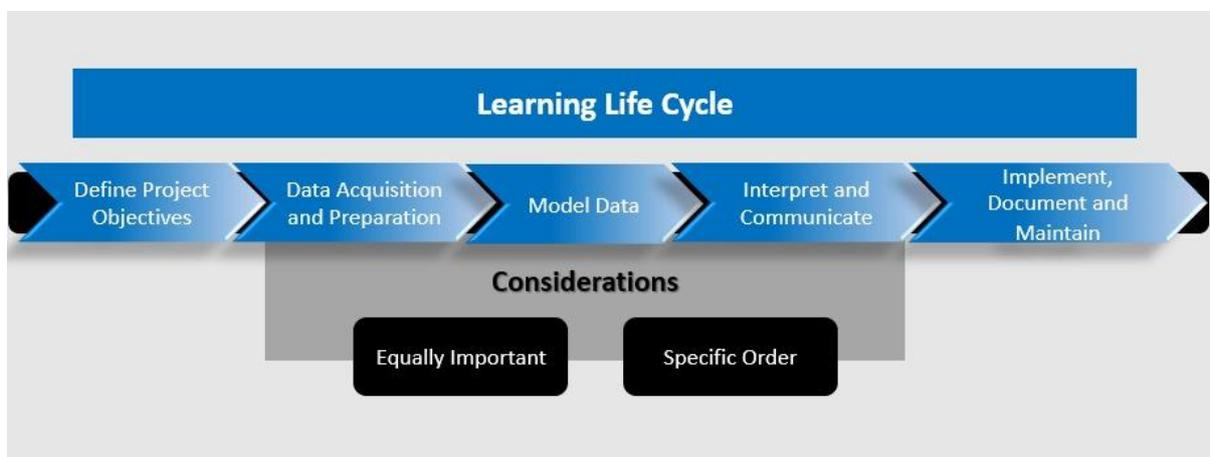 Learning Life Cycle
Define Project
Objectives
Data Acquisition
and Preparation
Model Data
Interpret and
Communicate
Implement,
Document and
Maintain
Considerations
Equally Important
Specific Order